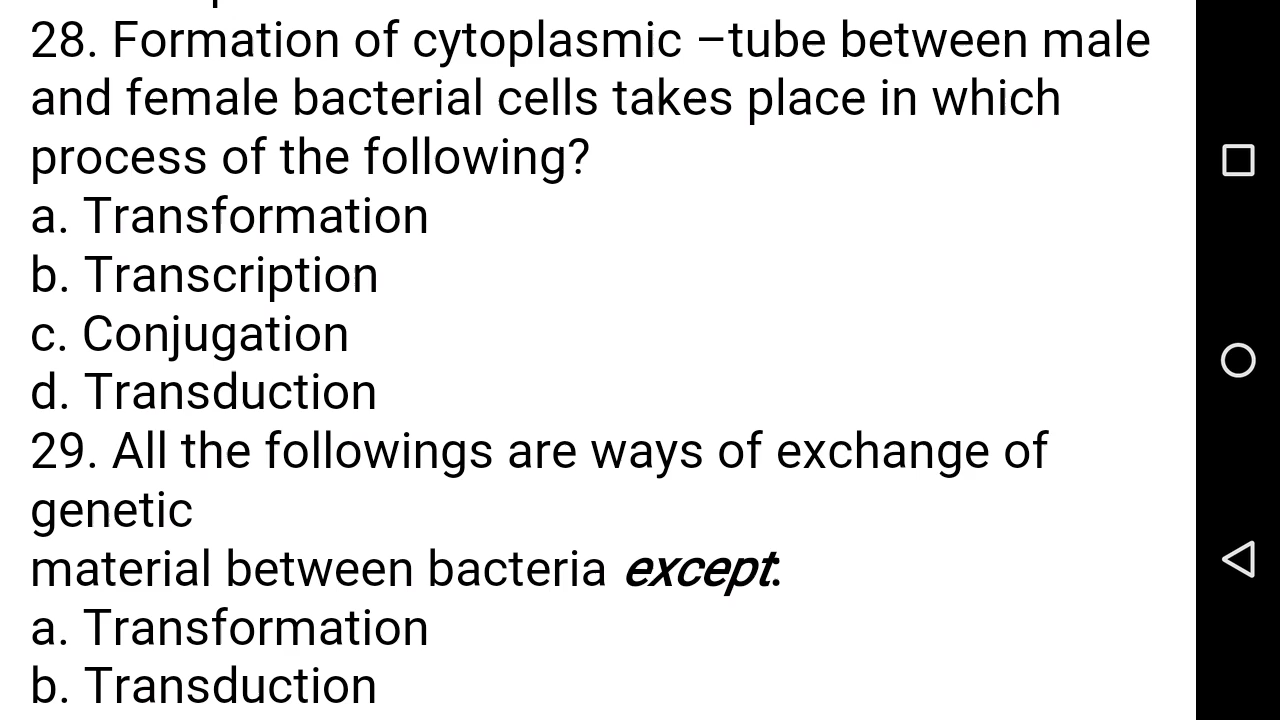 28. Formation of cytoplasmic –tube between male
and female bacterial cells takes place in which
process of the following?
a. Transformation
b. Transcription
c. Conjugation
d. Transduction
29. All the followings are ways of exchange of
genetic
material between bacteria except:
a. Transformation
b. Transduction